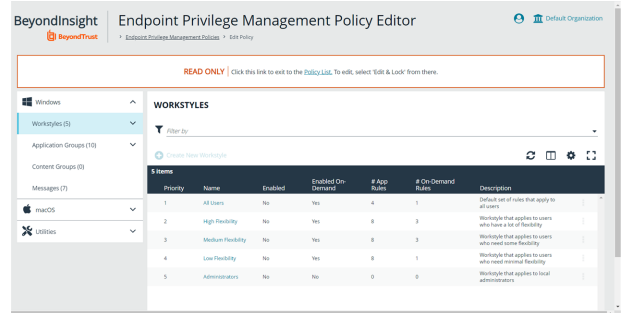 BeyondInsight
BeyondTrust
Endpoint Privilege Management Policy Editor
Endpoint Privilege Management Policies > Edit Policy
Default Organization
READ ONLY | Click this link to exit to the Policy List. To edit, select 'Edit & Lock' from there.
Windows
Workstyles (5)
Application Groups (10)
Content Groups (0)
Messages (7)
macOS
Utilities
WORKSTYLES
Filter by
Create New Workstyle
5 items
Priority Name Enabled Enabled On-Demand # App Rules # On-Demand Rules Description
1 All Users No Yes 4 1 Default set of rules that apply to all users
2 High Flexibility No Yes 8 3 Workstyle that applies to users who have a lot of flexibility
3 Medium Flexibility No Yes 8 3 Workstyle that applies to users who need some flexibility
4 Low Flexibility No Yes 8 1 Workstyle that applies to users who need minimal flexibility
5 Administrators No No 0 0 Workstyle that applies to local administrators